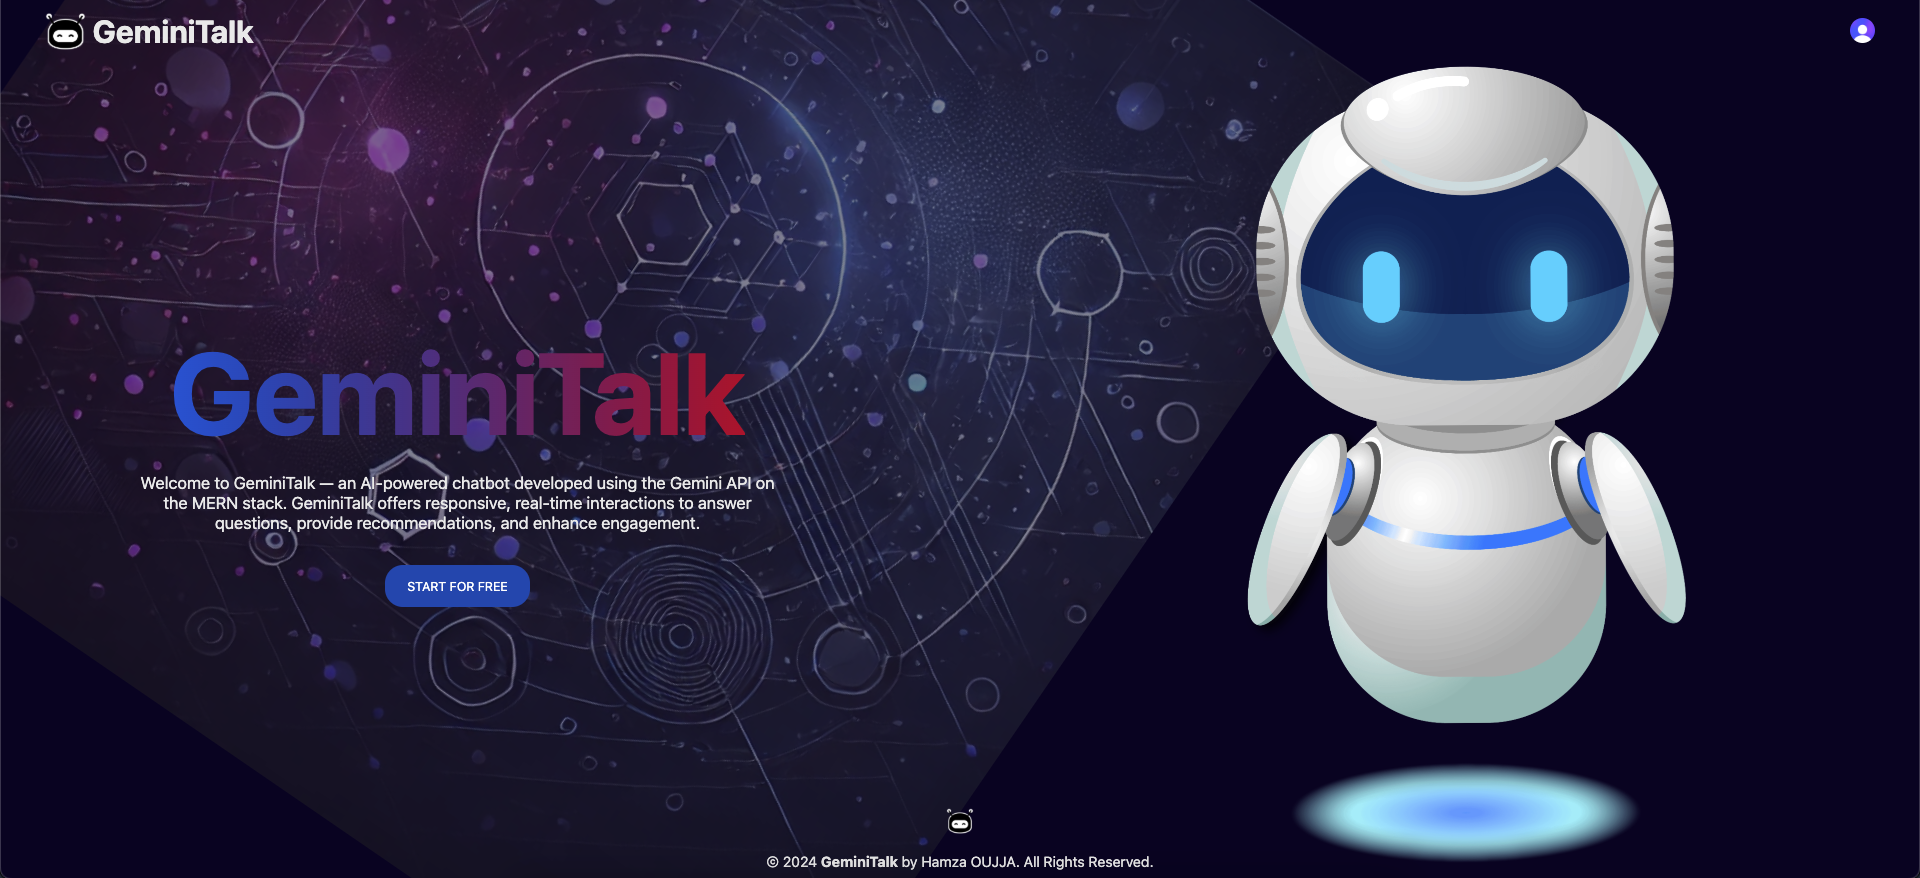 GeminiTalk
GeminiTalk
Welcome to GeminiTalk — an AI-powered chatbot developed using the Gemini API on
the MERN stack. GeminiTalk offers responsive, real-time interactions to answer
questions, provide recommendations, and enhance engagement.
START FOR FREE
© 2024 GeminiTalk by Hamza OUJJA. All Rights Reserved.